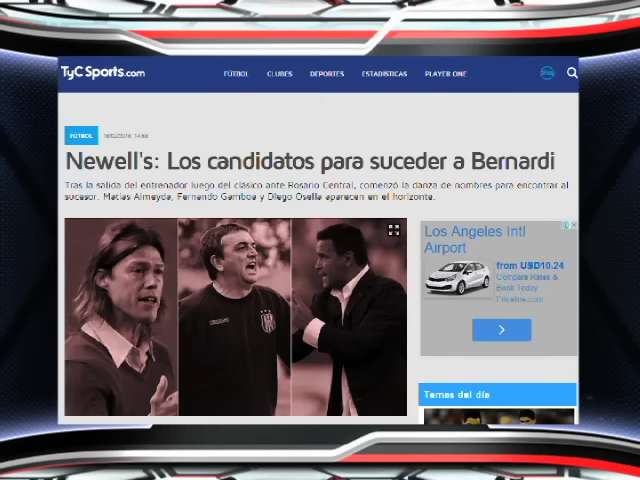 TyC Sports.com
FÚTBOL CLUBES DEPORTES ESTADÍSTICAS PLAYER ONE
FÚTBOL
Newell's: Los candidatos para suceder a Bernardi
Tras la salida del entrenador luego del clásico ante Rosario Central, comenzó la danza de nombres para encontrar al
sucesor. Matías Almeyda, Fernando Gamboa y Diego Osella aparecen en el horizonte.
Los Angeles Intl
Airport
from USD10.24
Compare Rates &
Book Today
Priceline.com
Temas del día